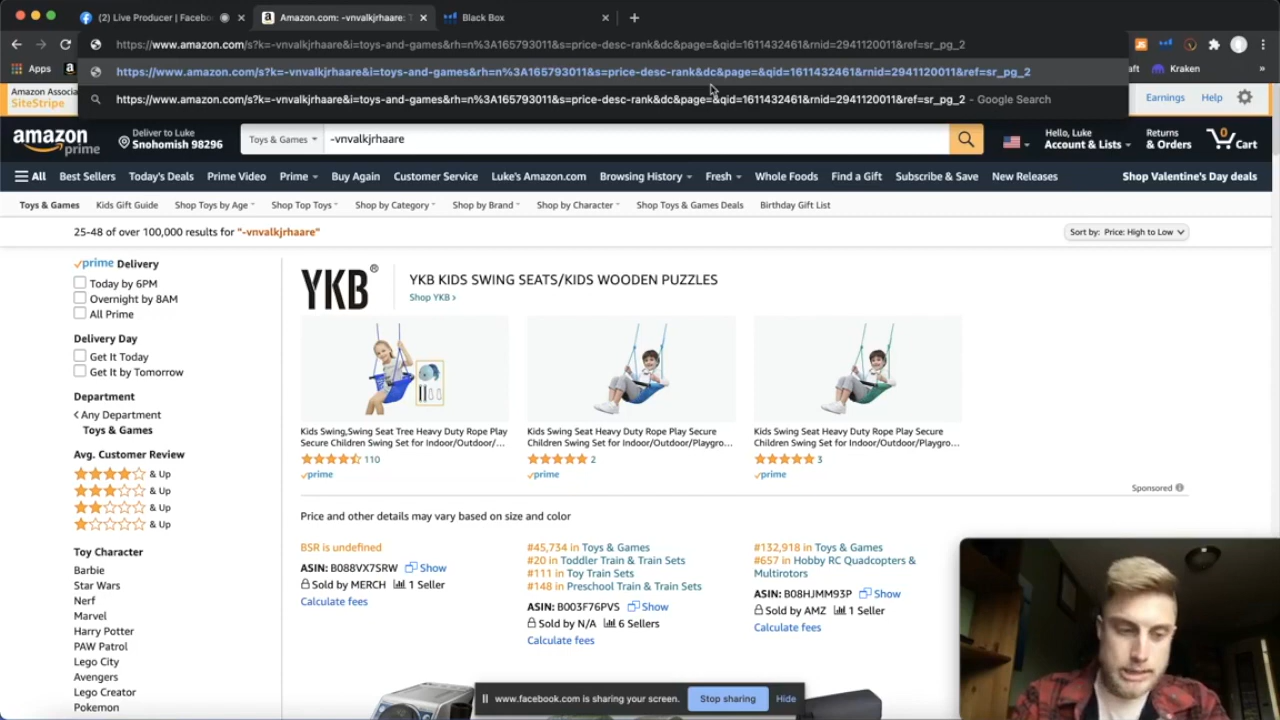 (2) Live Producer | Facebo
Amazon.com: -vnvalkjrhaare: T
Black Box
https://www.amazon.com/s?k=-vnvalkjrhaare&i=toys-and-games&rh=n%3A165793011&s=price-desc-rank&dc&page=&qid=1611432461&rnid=2941120011&ref=sr_pg_2
Apps
https://www.amazon.com/s?k=-vnvalkjrhaare&i=toys-and-games&rh=n%3A165793011&s=price-desc-rank&dc&page=&qid=1611432461&rnid=2941120011&ref=sr_pg_2
aft
Kraken
https://www.amazon.com/s?k=-vnvalkjrhaare&i=toys-and-games&rh=n%3A165793011&s=price-desc-rank&dc&page=&qid=1611432461&rnid=2941120011&ref=sr_pg_2 - Google Search
Amazon Associa
SiteStripe
Earnings
Help
amazon
prime
Deliver to Luke
Snohomish 98296
Toys & Games
-vnvalkjrhaare
Hello, Luke
Account & Lists
Returns
& Orders
0
Cart
All
Best Sellers
Today's Deals
Prime Video
Prime
Buy Again
Customer Service
Luke's Amazon.com
Browsing History
Fresh
Whole Foods
Find a Gift
Subscribe & Save
New Releases
Shop Valentine's Day deals
Toys & Games
Kids Gift Guide
Shop Toys by Age
Shop Top Toys
Shop by Category
Shop by Brand
Shop by Character
Shop Toys & Games Deals
Birthday Gift List
25-48 of over 100,000 results for "-vnvalkjrhaare"
Sort by: Price: High to Low
prime Delivery
Today by 6PM
Overnight by 8AM
All Prime
Delivery Day
Get It Today
Get It by Tomorrow
Department
Any Department
Toys & Games
Avg. Customer Review
& Up
& Up
& Up
& Up
Toy Character
Barbie
Star Wars
Nerf
Marvel
Harry Potter
PAW Patrol
Lego City
Avengers
Lego Creator
Pokemon
YKB®
YKB KIDS SWING SEATS/KIDS WOODEN PUZZLES
Shop YKB ›
Kids Swing,Swing Seat Tree Heavy Duty Rope Play
Secure Children Swing Set for Indoor/Outdoor/...
110
prime
Kids Swing Seat Heavy Duty Rope Play Secure
Children Swing Set for Indoor/Outdoor/Playgro...
2
prime
Kids Swing Seat Heavy Duty Rope Play Secure
Children Swing Set for Indoor/Outdoor/Playgro...
3
prime
Sponsored
Price and other details may vary based on size and color
BSR is undefined
ASIN: B088VX7SRW Show
Sold by MERCH 1 Seller
Calculate fees
#45,734 in Toys & Games
#20 in Toddler Train & Train Sets
#111 in Toy Train Sets
#148 in Preschool Train & Train Sets
ASIN: B003F76PVS Show
Sold by N/A 6 Sellers
Calculate fees
#132,918 in Toys & Games
#657 in Hobby RC Quadcopters &
Multirotors
ASIN: B08HJMM93P Show
Sold by AMZ 1 Seller
Calculate fees
www.facebook.com is sharing your screen.
Stop sharing
Hide